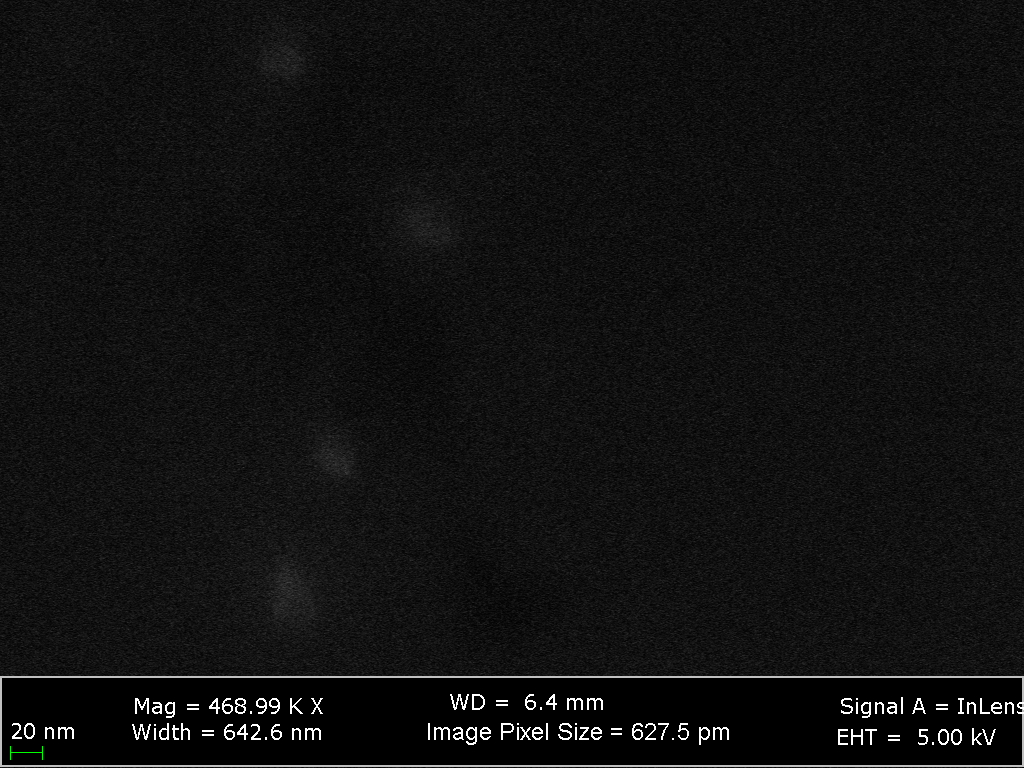 Mag = 468.99 K X
WD = 6.4 mm
Signal A = InLens
20 nm
Width = 642.6 nm
Image Pixel Size = 627.5 pm
EHT = 5.00 kV